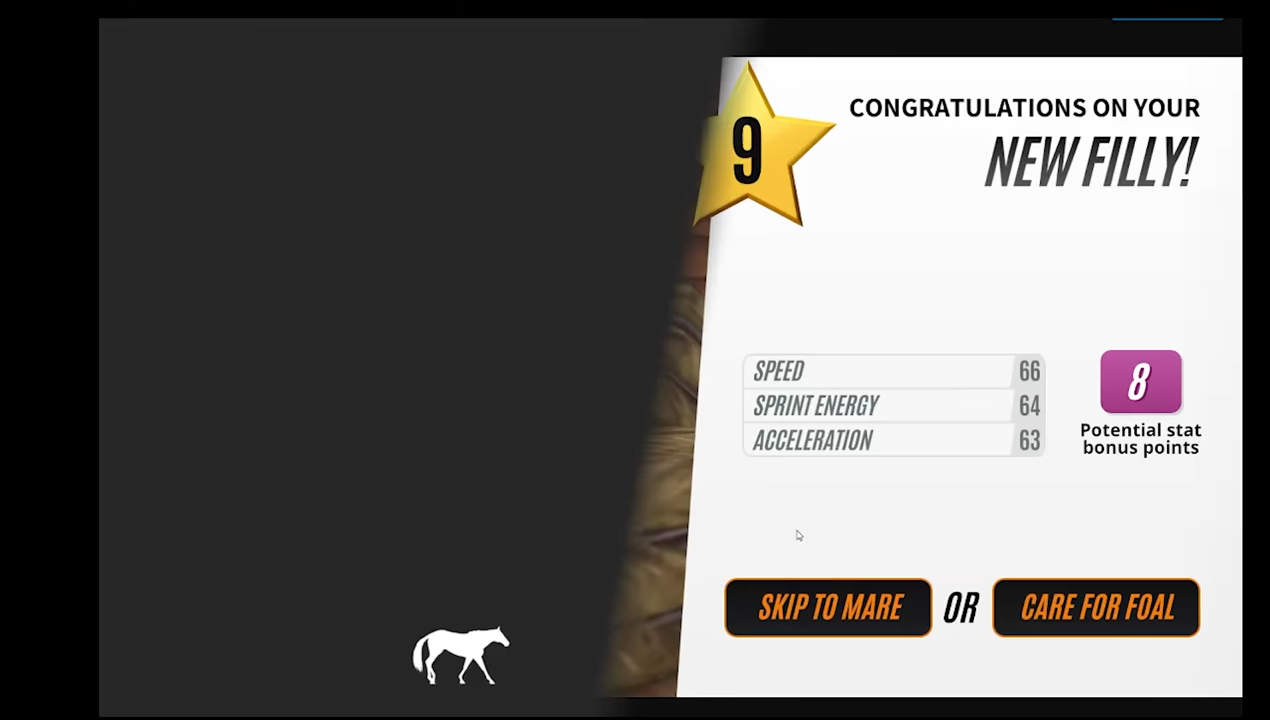 9
CONGRATULATIONS ON YOUR
NEW FILLY!
SPEED 66
SPRINT ENERGY 64
ACCELERATION 63
8
Potential stat
bonus points
SKIP TO MARE OR CARE FOR FOAL